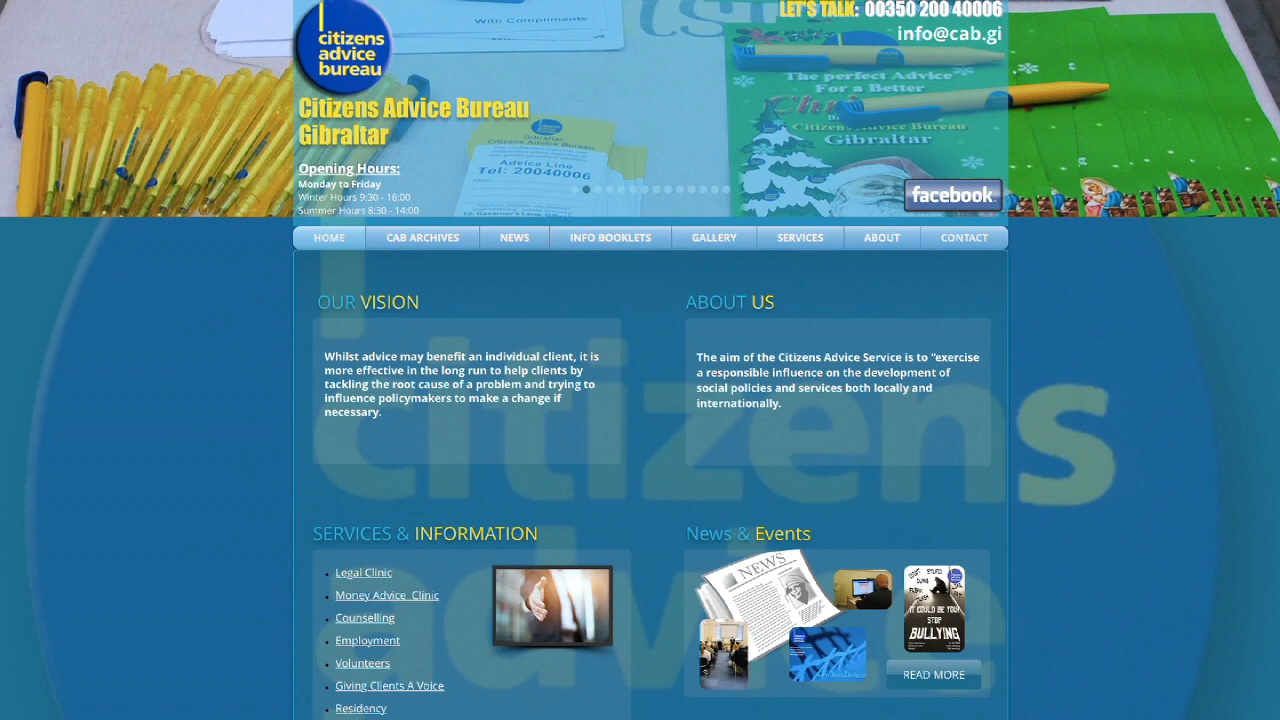 With Compliments
LET'S TALK: 00350 200 40006
info@cab.gi
citizens
advice
bureau
The perfect Advice
For a Better
Citizens Advice Bureau
Gibraltar
Citizens Advice Bureau
Gibraltar
Gibraltar
Citizens Advice Bureau
Advice Line
Tel: 20040006
Opening Hours:
Monday to Friday
Winter Hours 9:30 - 16:00
Summer Hours 8:30 - 14:00
facebook
HOME
CAB ARCHIVES
NEWS
INFO BOOKLETS
GALLERY
SERVICES
ABOUT
CONTACT
OUR VISION
Whilst advice may benefit an individual client, it is
more effective in the long run to help clients by
tackling the root cause of a problem and trying to
influence policymakers to make a change if
necessary.
ABOUT US
The aim of the Citizens Advice Service is to “exercise
a responsible influence on the development of
social policies and services both locally and
internationally.
citizens
advice
SERVICES & INFORMATION
Legal Clinic
Money Advice Clinic
Counselling
Employment
Volunteers
Giving Clients A Voice
Residency
News & Events
NEWS
IT COULD BE YOU!
STOP
BULLYING
READ MORE